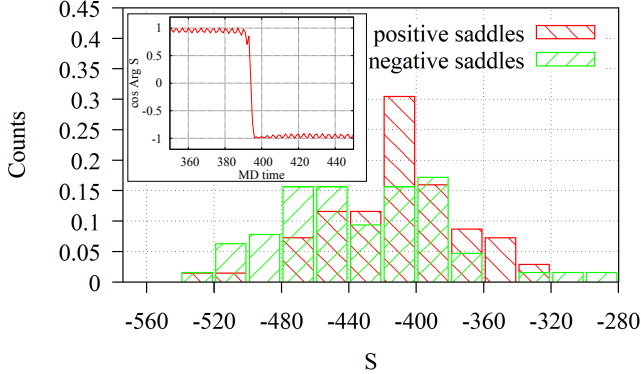 0.45
0.4
0.35
0.3
0.25
0.2
0.15
0.1
0.05
0
Counts
-560 -520 -480 -440 -400 -360 -320 -280
S
positive saddles
negative saddles
1
0.5
0
-0.5
-1
cos Arg S
360 380 400 420 440
MD time